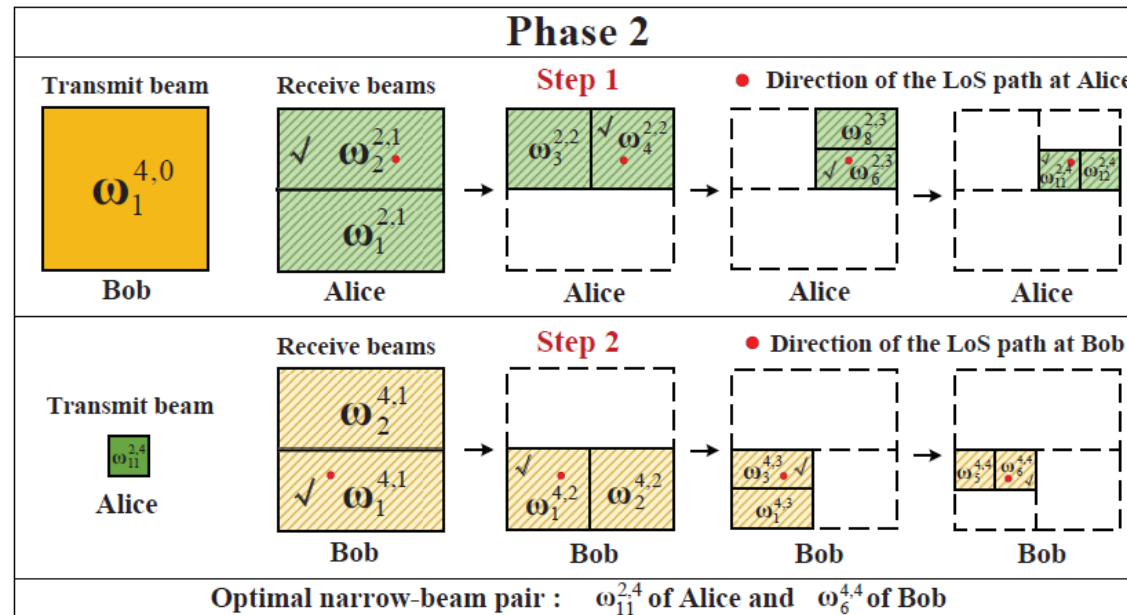 Phase 2
Transmit beam
ω₁^{4,0}
Bob
Receive beams
✓ ω₂^{2,1}
ω₁^{2,1}
Alice
Step 1
ω₃^{2,2} ✓ ω₄^{2,2}
Alice
Direction of the LoS path at Alice
ω₈^{2,3}
✓ ω₆^{2,3}
Alice
✓ ω₁₁^{2,4} ω₁₂^{2,4}
Alice
Transmit beam
ω₁₁^{2,4}
Alice
Receive beams
ω₂^{4,1}
✓ ω₁^{4,1}
Bob
Step 2
✓ ω₁^{4,2} ω₂^{4,2}
Bob
Direction of the LoS path at Bob
ω₃^{4,3} ✓
ω₁^{4,3}
Bob
ω₅^{4,4} ω₆^{4,4} ✓
Bob
Optimal narrow-beam pair : ω₁₁^{2,4} of Alice and ω₆^{4,4} of Bob